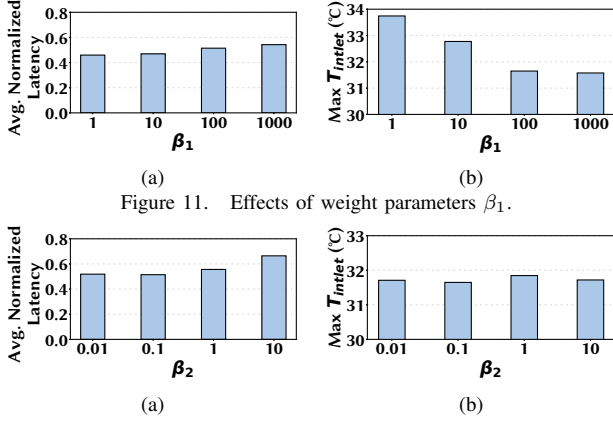 Avg. Normalized
Latency
0.8
0.6
0.4
0.2
0.0
1 10 100 1000
β₁
(a)
Max T_intlet (℃)
34
33
32
31
30
1 10 100 1000
β₁
(b)
Figure 11. Effects of weight parameters β₁.
Avg. Normalized
Latency
0.8
0.6
0.4
0.2
0.0
0.01 0.1 1 10
β₂
(a)
Max T_intlet (℃)
33
32
31
30
0.01 0.1 1 10
β₂
(b)